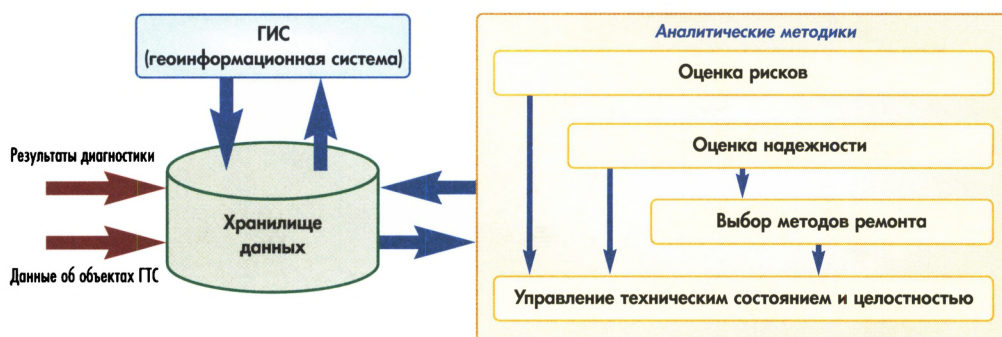 ГИС
(геоинформационная система)
Результаты диагностики
Хранилище
данных
Данные об объектах ГТС
Аналитические методики
Оценка рисков
Оценка надежности
Выбор методов ремонта
Управление техническим состоянием и целостностью